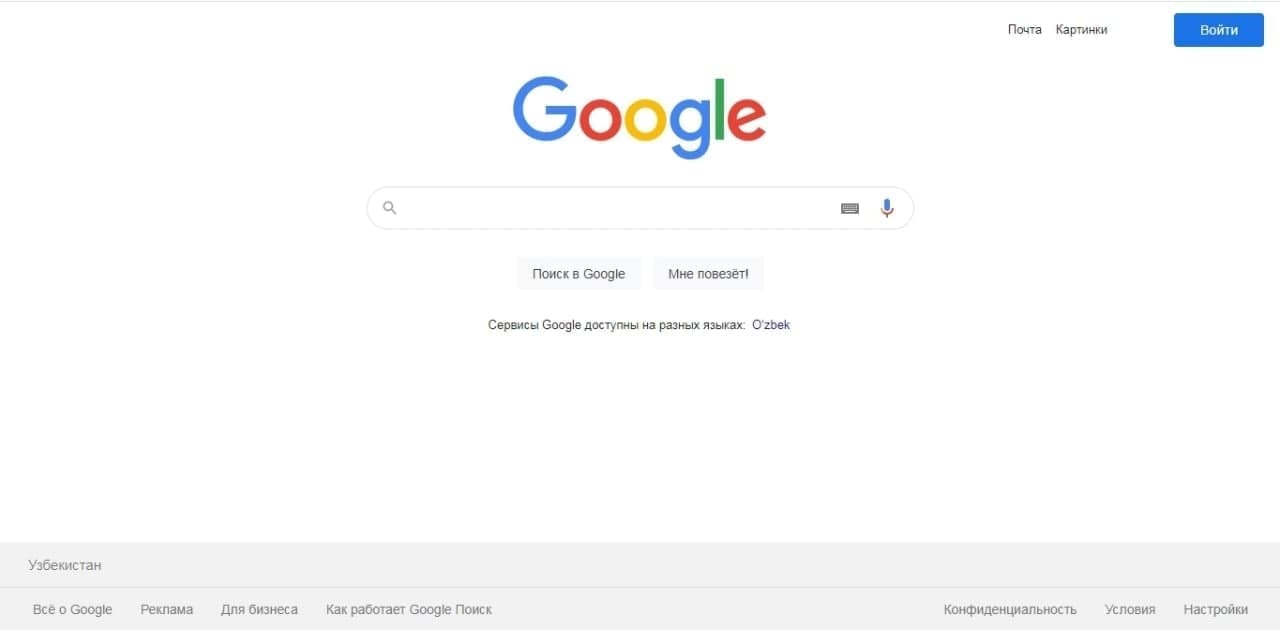 Почта Картинки Войти
Google
Поиск в Google Мне повезёт!
Сервисы Google доступны на разных языках: O'zbek
Узбекистан
Всё о Google Реклама Для бизнеса Как работает Google Поиск Конфиденциальность Условия Настройки